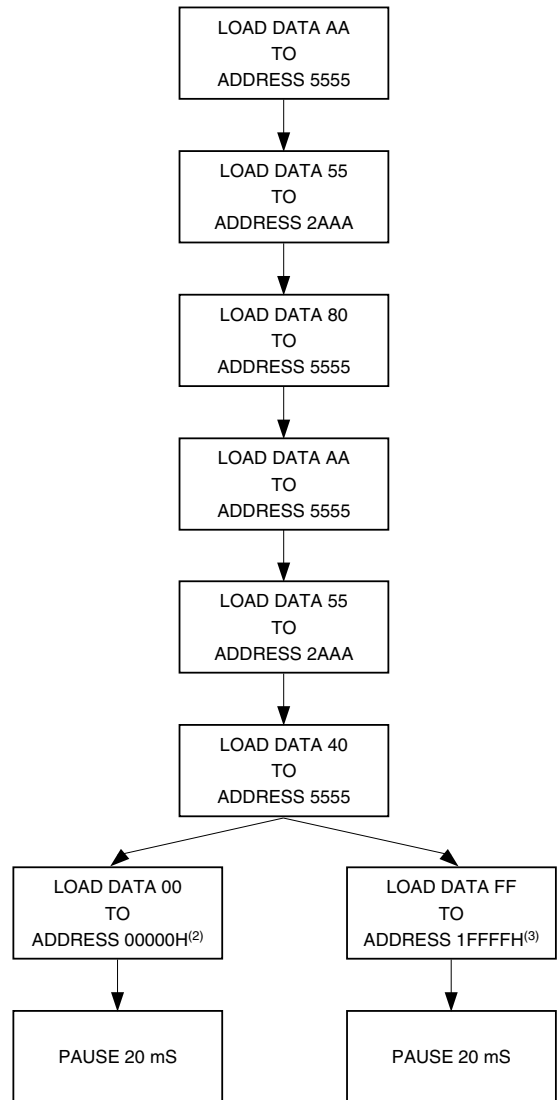 LOAD DATA AA
TO
ADDRESS 5555
LOAD DATA 55
TO
ADDRESS 2AAA
LOAD DATA 80
TO
ADDRESS 5555
LOAD DATA AA
TO
ADDRESS 5555
LOAD DATA 55
TO
ADDRESS 2AAA
LOAD DATA 40
TO
ADDRESS 5555
LOAD DATA 00
TO
ADDRESS 00000H(2)
PAUSE 20 mS
LOAD DATA FF
TO
ADDRESS 1FFFFH(3)
PAUSE 20 mS